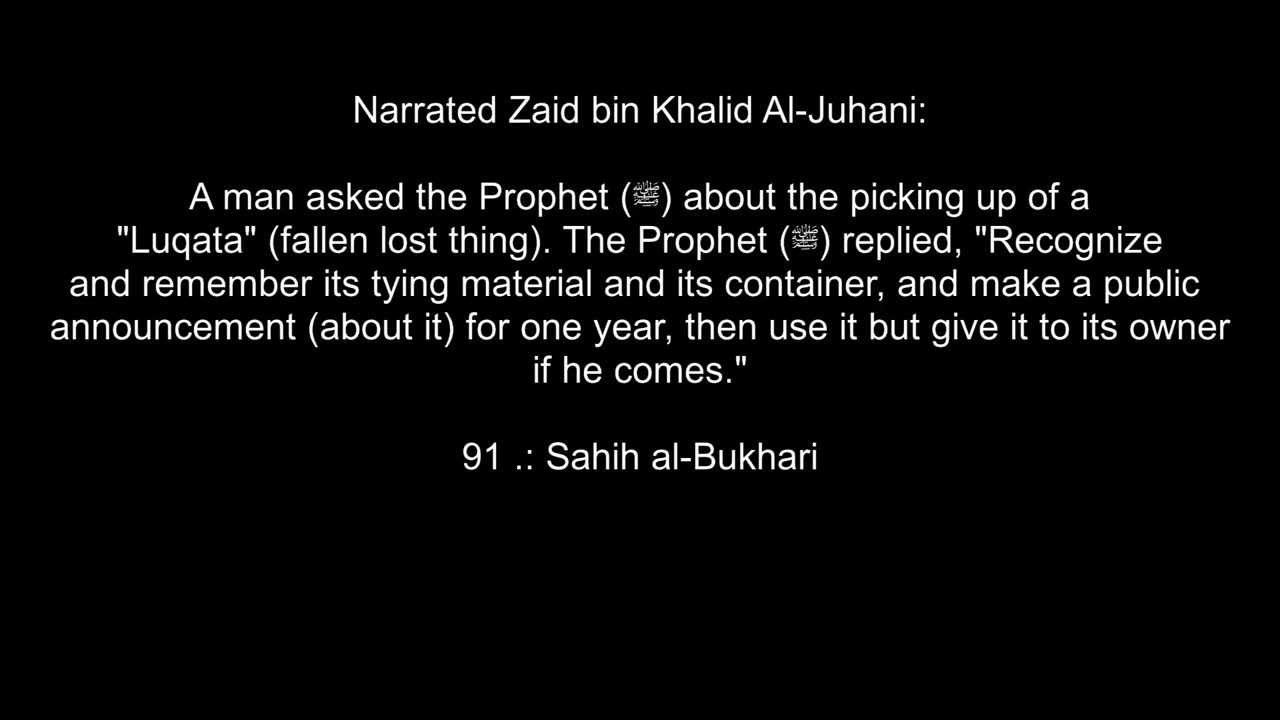 Narrated Zaid bin Khalid Al-Juhani:
A man asked the Prophet (ﷺ) about the picking up of a
"Luqata" (fallen lost thing). The Prophet (ﷺ) replied, "Recognize
and remember its tying material and its container, and make a public
announcement (about it) for one year, then use it but give it to its owner
if he comes."
91 .: Sahih al-Bukhari